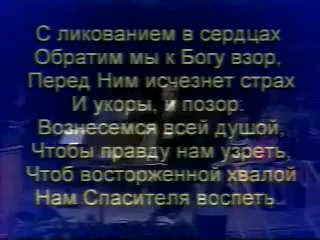 С ликованием в сердцах
Обратим мы к Богу взор,
Перед Ним исчезнет страх
И укоры, и позор.
Вознесемся всей душой,
Чтобы правду нам узреть,
Чтоб восторженной хвалой
Нам Спасителя воспеть